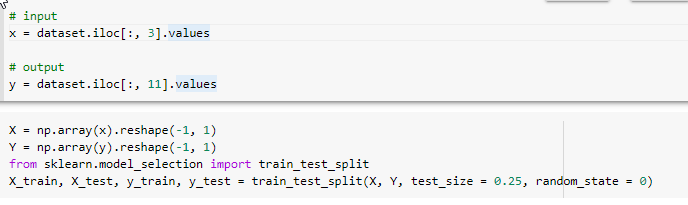 # input
x = dataset.iloc[:, 3].values
# output
y = dataset.iloc[:, 11].values
X = np.array(x).reshape(-1, 1)
Y = np.array(y).reshape(-1, 1)
from sklearn.model_selection import train_test_split
X_train, X_test, y_train, y_test = train_test_split(X, Y, test_size = 0.25, random_state = 0)